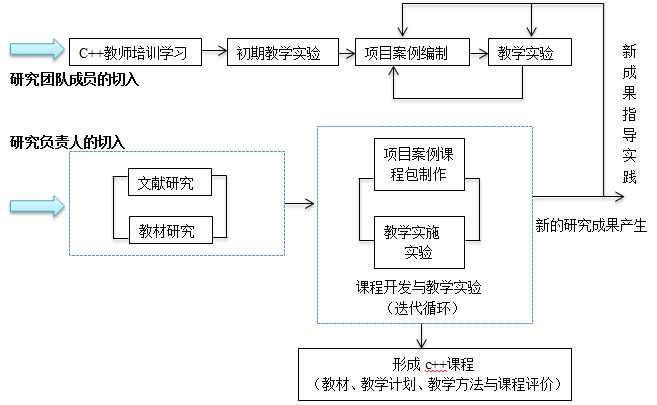 C++教师培训学习
初期教学实验
项目案例编制
教学实验
研究团队成员的切入
新成果指导实践
研究负责人的切入
文献研究
教材研究
项目案例课
程包制作
教学实施
实验
课程开发与教学实验
（迭代循环）
新的研究成果产生
形成 c++课程
（教材、教学计划、教学方法与课程评价）